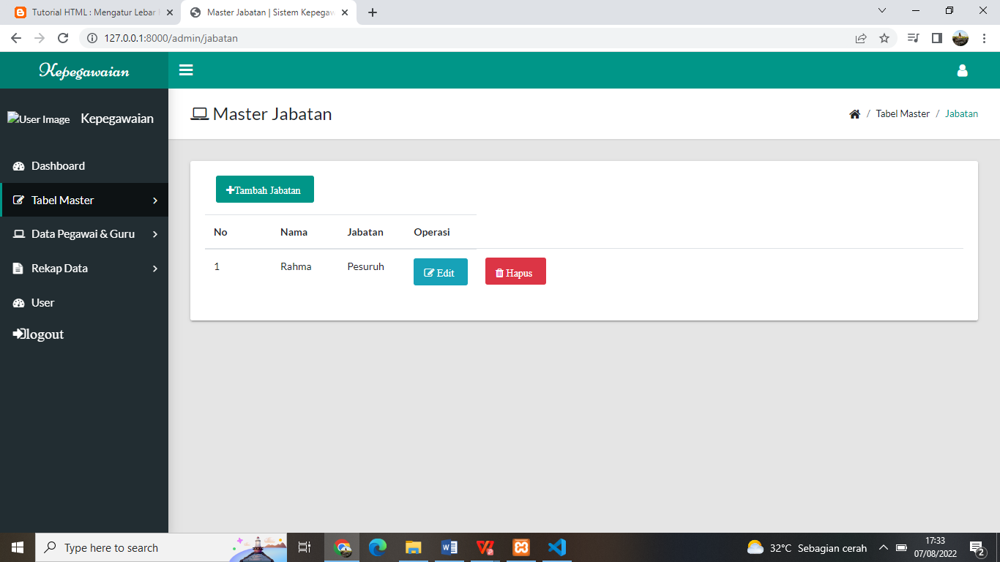 Tutorial HTML : Mengatur Lebar
Master Jabatan | Sistem Kepegaw
127.0.0.1:8000/admin/jabatan
Kepegawaian
User Image
Kepegawaian
Master Jabatan
/ Tabel Master / Jabatan
Dashboard
Tabel Master
Data Pegawai & Guru
Rekap Data
User
logout
Tambah Jabatan
No Nama Jabatan Operasi
1 Rahma Pesuruh Edit Hapus
Type here to search
32°C Sebagian cerah
17:33
07/08/2022
2